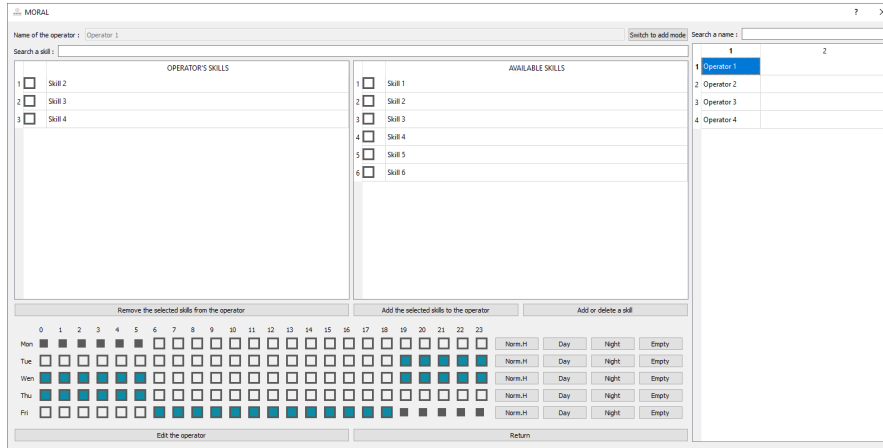 MORAL
?
Name of the operator : Operator 1 Switch to add mode Search a name :
Search a skill :
OPERATOR'S SKILLS AVAILABLE SKILLS 1 2
1 Skill 2 1 Skill 1 1 Operator 1
2 Skill 3 2 Skill 2 2 Operator 2
3 Skill 4 3 Skill 3 3 Operator 3
4 Skill 4 4 Operator 4
5 Skill 5
6 Skill 6
Remove the selected skills from the operator Add the selected skills to the operator Add or delete a skill
0 1 2 3 4 5 6 7 8 9 10 11 12 13 14 15 16 17 18 19 20 21 22 23
Mon Norm.H Day Night Empty
Tue Norm.H Day Night Empty
Wen Norm.H Day Night Empty
Thu Norm.H Day Night Empty
Fri Norm.H Day Night Empty
Edit the operator Return